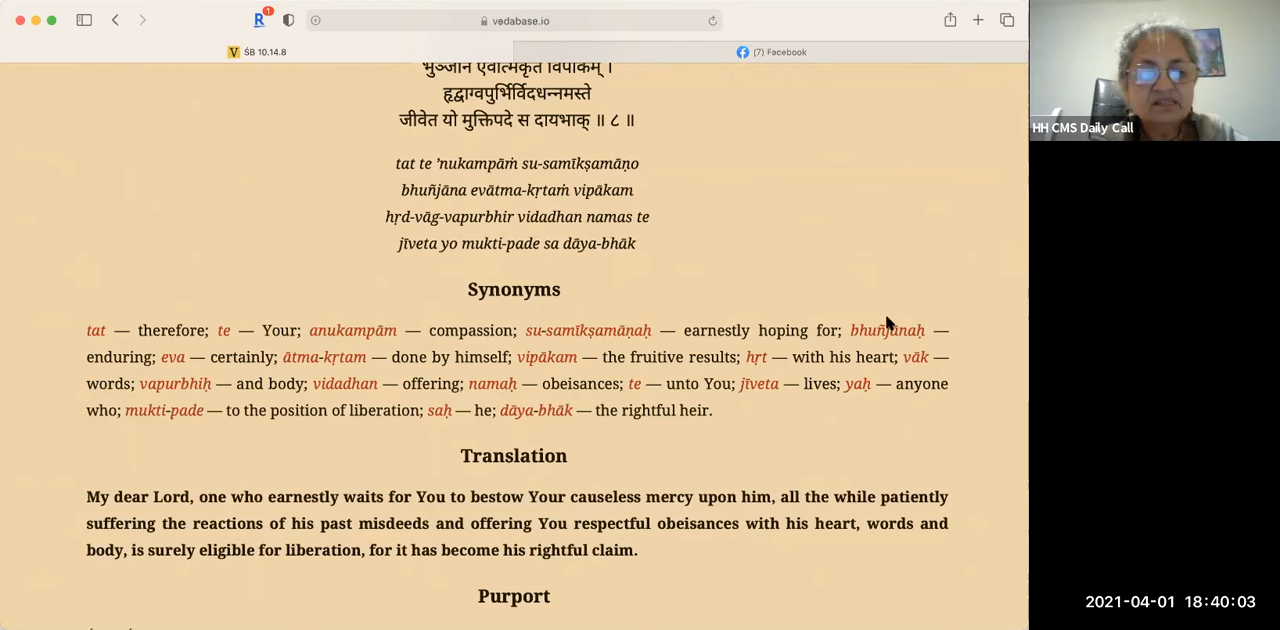 R
1
vedabase.io
V ŚB 10.14.8
(7) Facebook
भुञ्जान एवात्मकृतं विपाकम् ।
हृद्वाग्वपुर्भिर्विदधन्नमस्ते
जीवेत यो मुक्तिपदे स दायभाक् ॥ ८ ॥
tat te ’nukampāṁ su-samīkṣamāṇo
bhuñjāna evātma-kṛtaṁ vipākam
hṛd-vāg-vapurbhir vidadhan namas te
jīveta yo mukti-pade sa dāya-bhāk
Synonyms
tat — therefore; te — Your; anukampām — compassion; su-samīkṣamāṇaḥ — earnestly hoping for; bhuñjānaḥ —
enduring; eva — certainly; ātma-kṛtam — done by himself; vipākam — the fruitive results; hṛt — with his heart; vāk —
words; vapurbhiḥ — and body; vidadhan — offering; namaḥ — obeisances; te — unto You; jīveta — lives; yaḥ — anyone
who; mukti-pade — to the position of liberation; saḥ — he; dāya-bhāk — the rightful heir.
Translation
My dear Lord, one who earnestly waits for You to bestow Your causeless mercy upon him, all the while patiently
suffering the reactions of his past misdeeds and offering You respectful obeisances with his heart, words and
body, is surely eligible for liberation, for it has become his rightful claim.
Purport
HH CMS Daily Call
2021-04-01 18:40:03